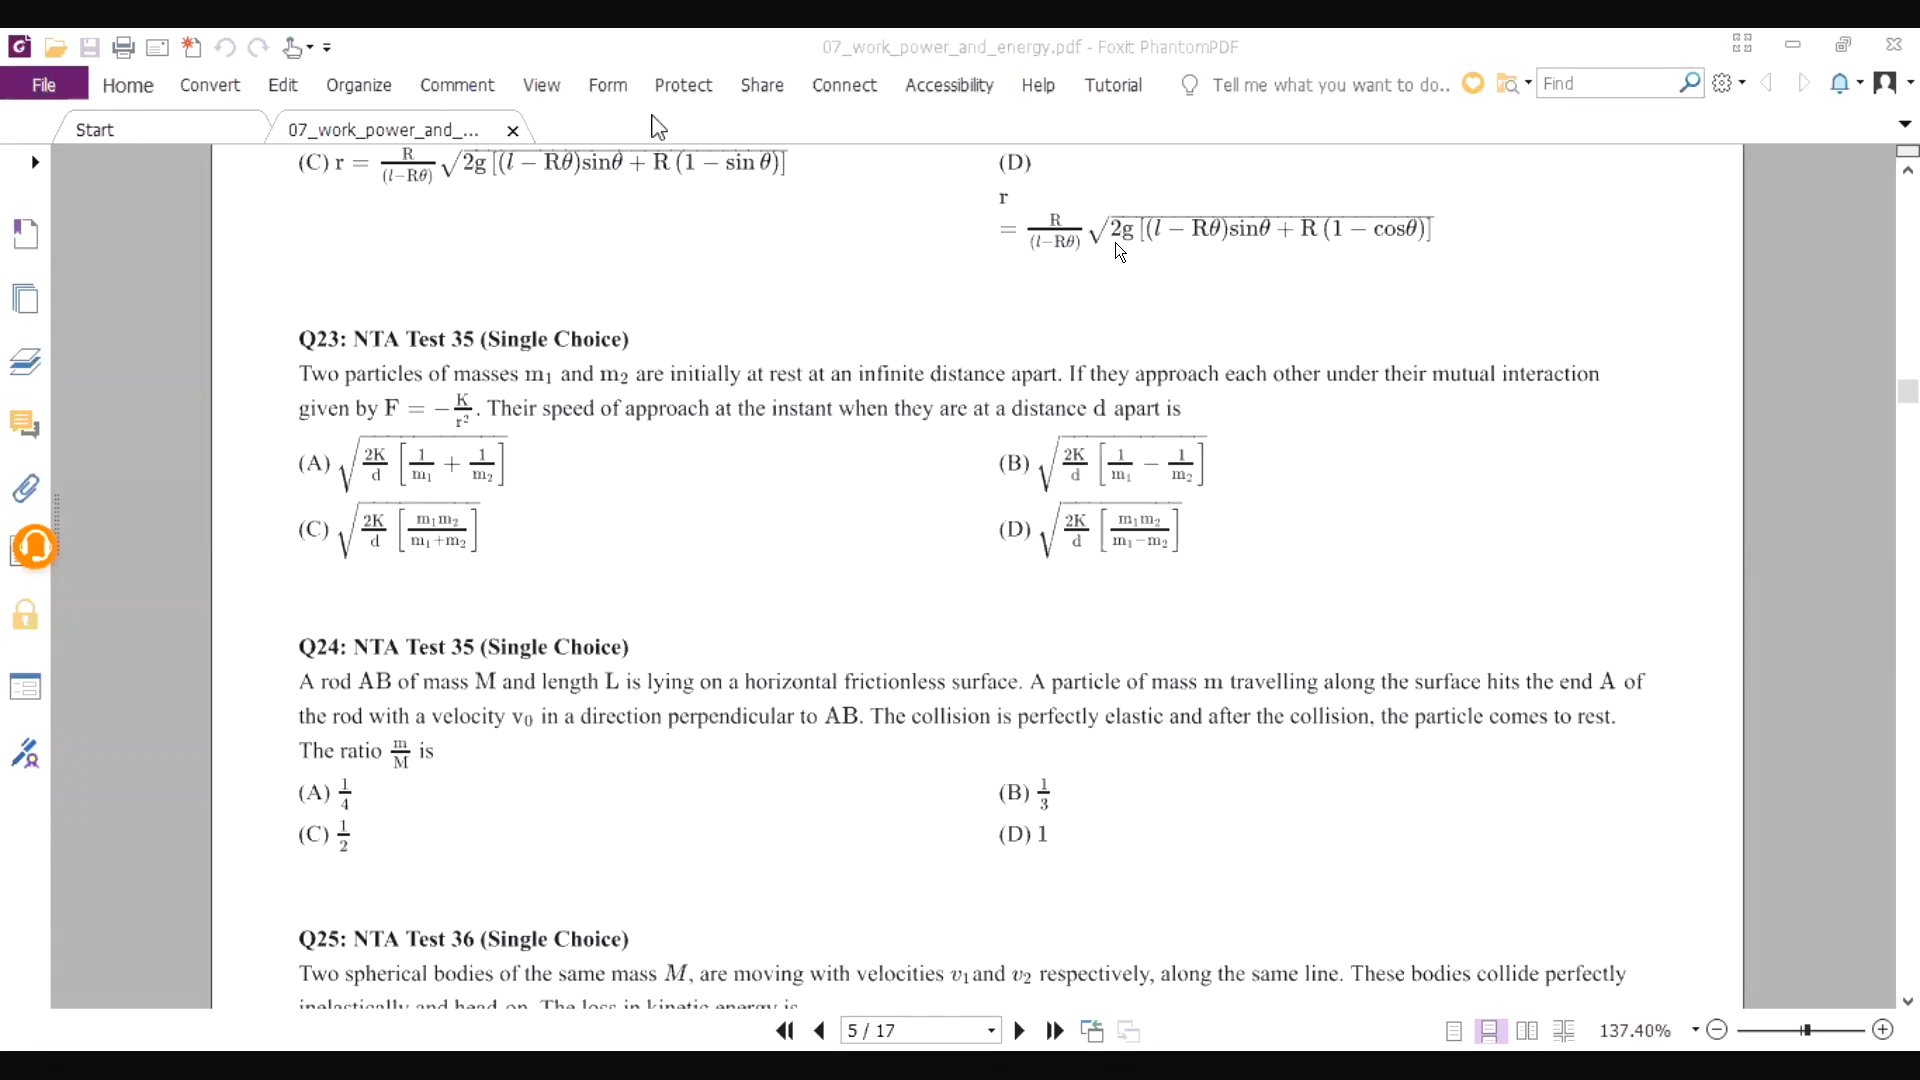 07_work_power_and_energy.pdf - Foxit PhantomPDF
File Home Convert Edit Organize Comment View Form Protect Share Connect Accessibility Help Tutorial Tell me what you want to do.. Find
Start 07_work_power_and_...
(C) r = R/(l−Rθ) √2g [(l − Rθ)sinθ + R (1 − sin θ)]
(D)
r
= R/(l−Rθ) √2g [(l − Rθ)sinθ + R (1 − cosθ)]
Q23: NTA Test 35 (Single Choice)
Two particles of masses m₁ and m₂ are initially at rest at an infinite distance apart. If they approach each other under their mutual interaction
given by F = −K/r². Their speed of approach at the instant when they are at a distance d apart is
(A) √2K/d [1/m₁ + 1/m₂] (B) √2K/d [1/m₁ − 1/m₂]
(C) √2K/d [m₁m₂/m₁+m₂] (D) √2K/d [m₁m₂/m₁−m₂]
Q24: NTA Test 35 (Single Choice)
A rod AB of mass M and length L is lying on a horizontal frictionless surface. A particle of mass m travelling along the surface hits the end A of
the rod with a velocity v₀ in a direction perpendicular to AB. The collision is perfectly elastic and after the collision, the particle comes to rest.
The ratio m/M is
(A) 1/4 (B) 1/3
(C) 1/2 (D) 1
Q25: NTA Test 36 (Single Choice)
Two spherical bodies of the same mass M, are moving with velocities v₁and v₂ respectively, along the same line. These bodies collide perfectly
inelastically and head on. The loss in kinetic energy is
5 / 17 137.40%